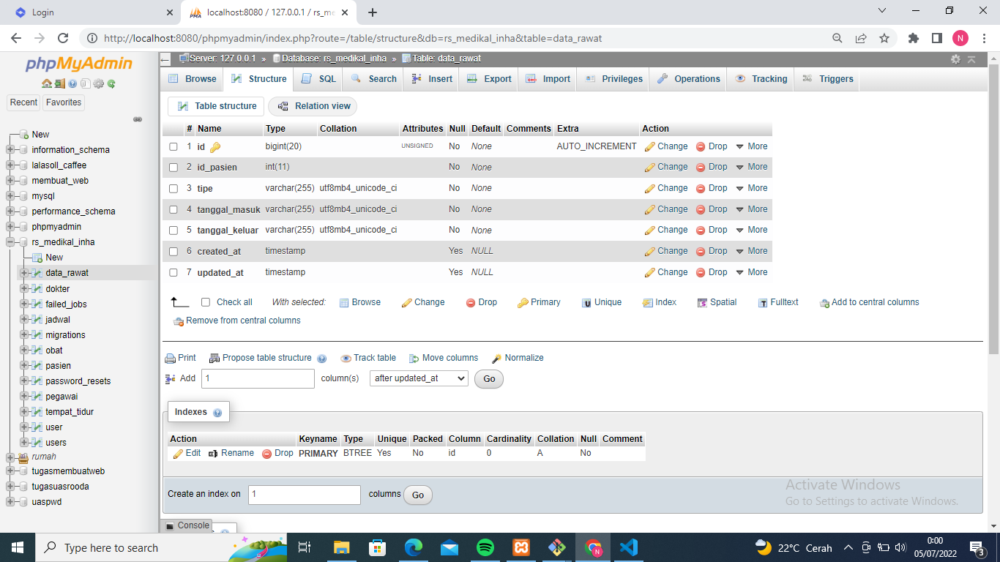 Login
localhost:8080 / 127.0.0.1 / rs_me
http://localhost:8080/phpmyadmin/index.php?route=/table/structure&db=rs_medikal_inha&table=data_rawat
N
phpMyAdmin
Recent Favorites
New
information_schema
lalasoll_caffee
membuat_web
mysql
performance_schema
phpmyadmin
rs_medikal_inha
New
data_rawat
dokter
failed_jobs
jadwal
migrations
obat
pasien
password_resets
pegawai
tempat_tidur
user
users
rumah
tugasmembuatweb
tugasuasrooda
uaspwd
Server: 127.0.0.1 » Database: rs_medikal_inha » Table: data_rawat
Browse Structure SQL Search Insert Export Import Privileges Operations Tracking Triggers
Table structure Relation view
# Name Type Collation Attributes Null Default Comments Extra Action
1 id bigint(20) UNSIGNED No None AUTO_INCREMENT Change Drop More
2 id_pasien int(11) No None Change Drop More
3 tipe varchar(255) utf8mb4_unicode_ci No None Change Drop More
4 tanggal_masuk varchar(255) utf8mb4_unicode_ci No None Change Drop More
5 tanggal_keluar varchar(255) utf8mb4_unicode_ci No None Change Drop More
6 created_at timestamp Yes NULL Change Drop More
7 updated_at timestamp Yes NULL Change Drop More
Check all With selected: Browse Change Drop Primary Unique Index Spatial Fulltext Add to central columns
Remove from central columns
Print Propose table structure Track table Move columns Normalize
Add 1 column(s) after updated_at Go
Indexes
Action Keyname Type Unique Packed Column Cardinality Collation Null Comment
Edit Rename Drop PRIMARY BTREE Yes No id 0 A No
Create an index on 1 columns Go
Console
Activate Windows
Go to Settings to activate Windows.
Type here to search
22°C Cerah
0:00
05/07/2022
3